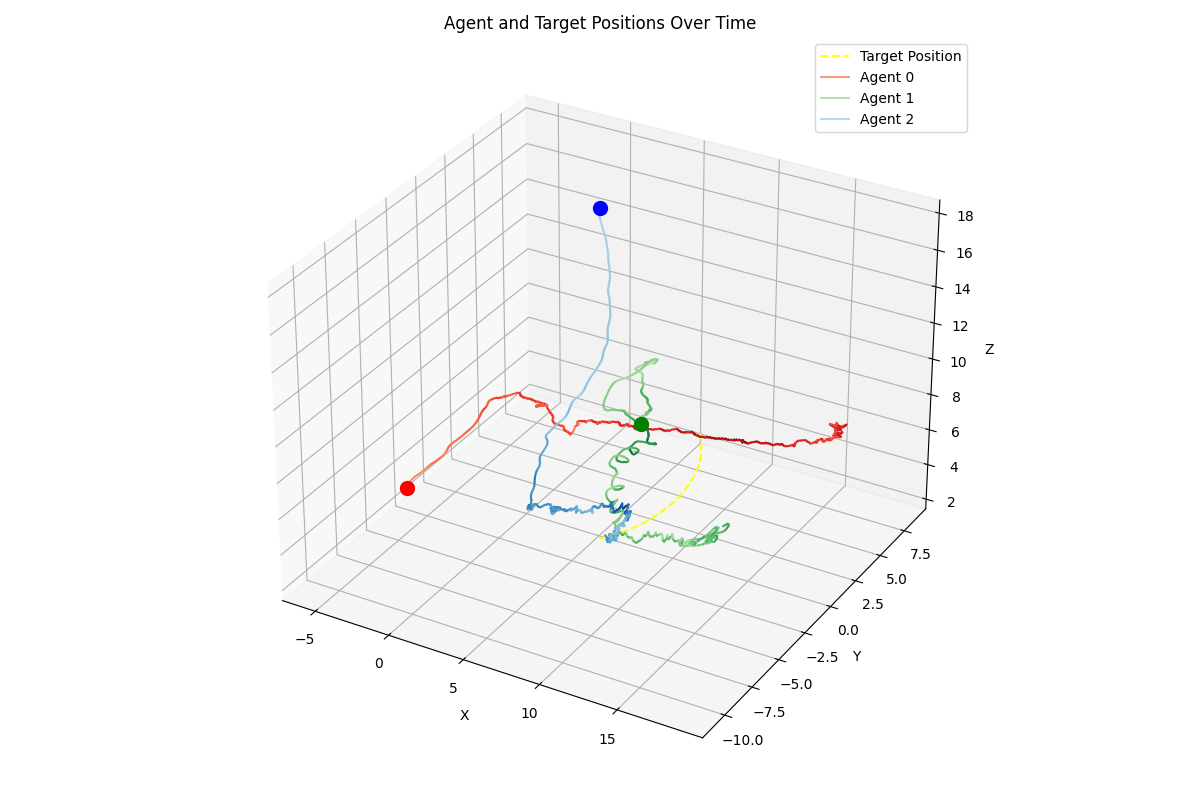 Agent and Target Positions Over Time
Target Position
Agent 0
Agent 1
Agent 2
18
16
14
12
10
8
6
4
2
Z
7.5
5.0
2.5
0.0
−2.5
−5.0
−7.5
−10.0
Y
−5
0
5
10
15
X